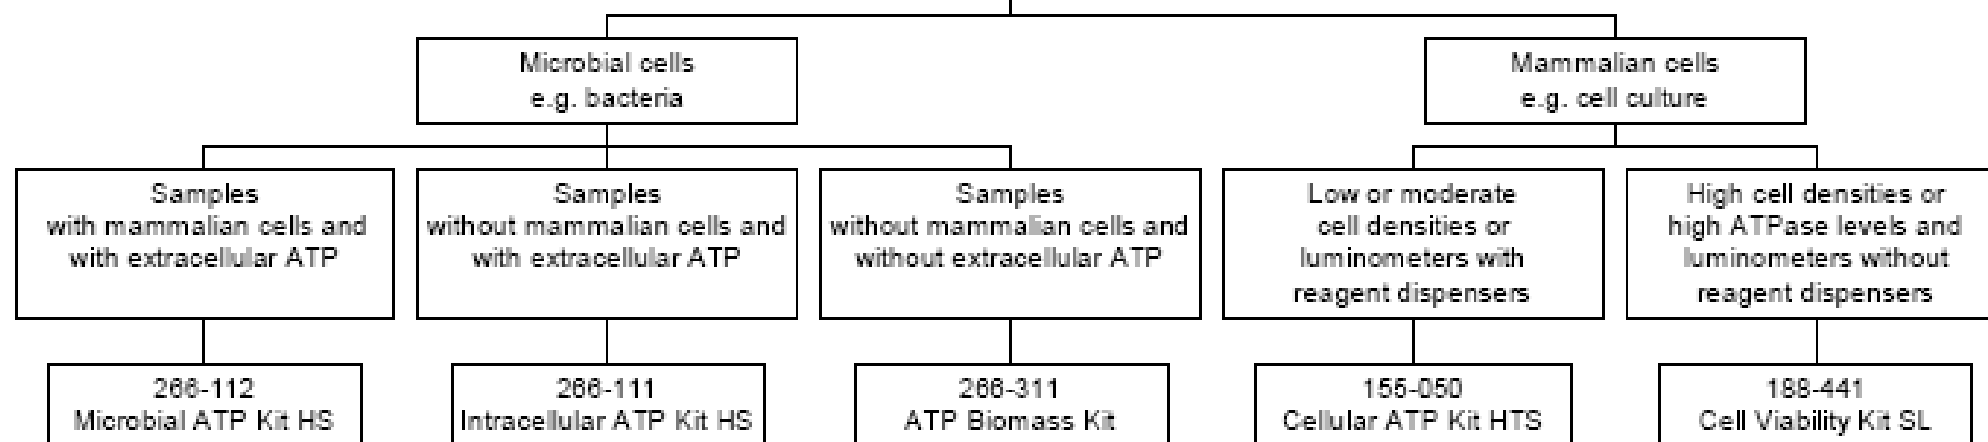 Microbial cells
e.g. bacteria
Mammalian cells
e.g. cell culture
Samples
with mammalian cells and
with extracellular ATP
Samples
without mammalian cells and
with extracellular ATP
Samples
without mammalian cells and
without extracellular ATP
Low or moderate
cell densities or
luminometers with
reagent dispensers
High cell densities or
high ATPase levels and
luminometers without
reagent dispensers
266-112
Microbial ATP Kit HS
266-111
Intracellular ATP Kit HS
266-311
ATP Biomass Kit
155-050
Cellular ATP Kit HTS
188-441
Cell Viability Kit SL